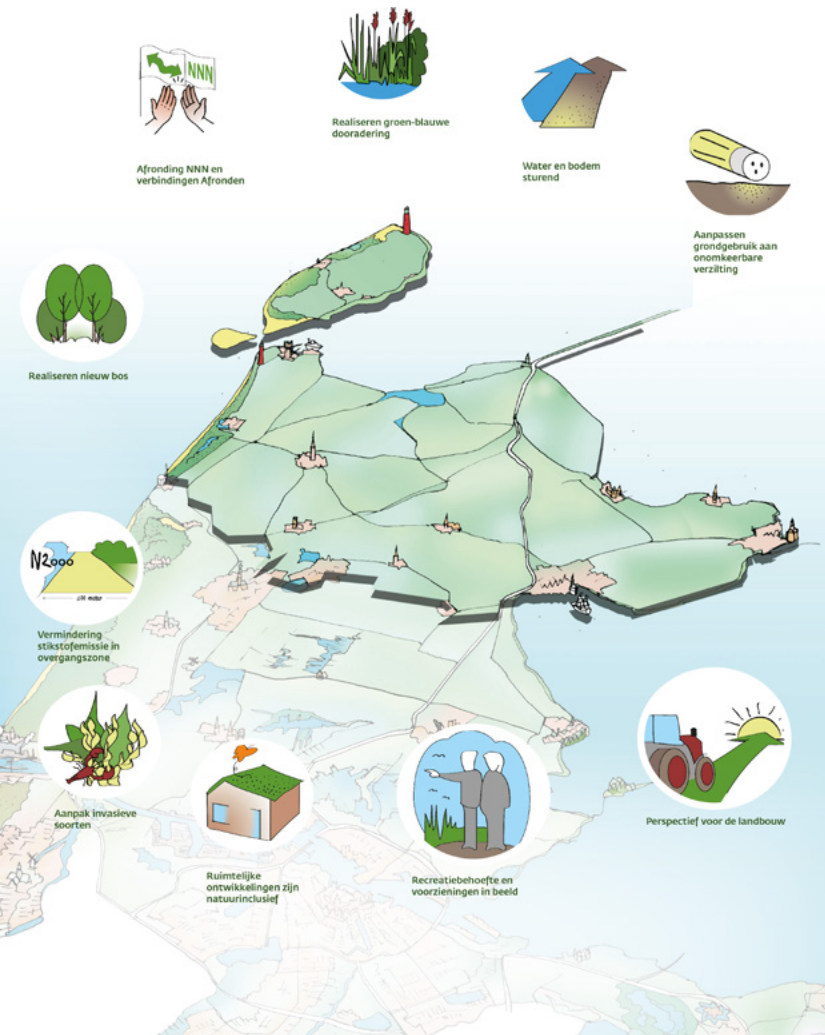 NNN
Realiseren groen-blauwe
dooradering
Afronding NNN en
verbindingen Afronden
Water en bodem
sturend
Aanpassen
grondgebruik aan
onomkeerbare
verzilting
Realiseren nieuw bos
N2000
Vermindering
stikstofemissie in
overgangszone
Aanpak invasieve
soorten
Ruimtelijke
ontwikkelingen zijn
natuurinclusief
Recreatiebehoefte en
voorzieningen in beeld
Perspectief voor de landbouw